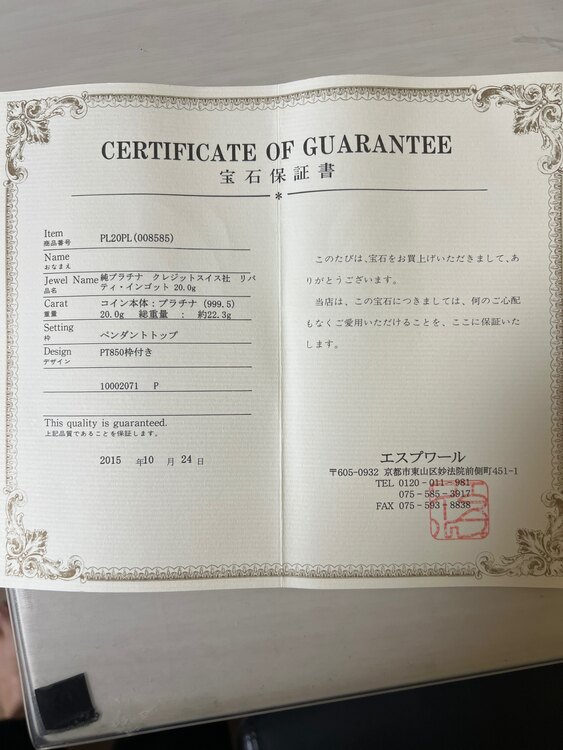 CERTIFICATE OF GUARANTEE
宝石保証書
Item
商品番号
PL20PL(008585)
Name
おなまえ
Jewel Name
品名
純プラチナ クレジットスイス社 リバ
ティ・インゴット 20.0g
Carat
重量
コイン本体：プラチナ (999.5)
20.0g 総重量 ： 約22.3g
Setting
枠
ペンダントトップ
Design
デザイン
PT850枠付き
10002071 P
This quality is guaranteed.
上記品質であることを保証します。
2015 年10 月 24 日
このたびは、宝石をお買上げいただきまして、あ
りがとうございます。
当店は、この宝石につきましては、何のご心配
もなくご愛用いただけることを、ここに保証いた
します。
エスプワール
〒605-0932 京都市東山区妙法院前側町451-1
TEL 0120-011-981
075-585-3917
FAX 075-593-8838